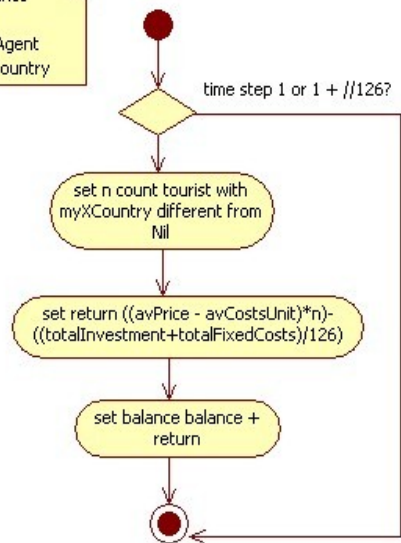 Agent
ountry
time step 1 or 1 + //126?
set n count tourist with
myXCountry different from
Nil
set return ((avPrice - avCostsUnit)*n)-
((totalInvestment+totalFixedCosts)/126)
set balance balance +
return